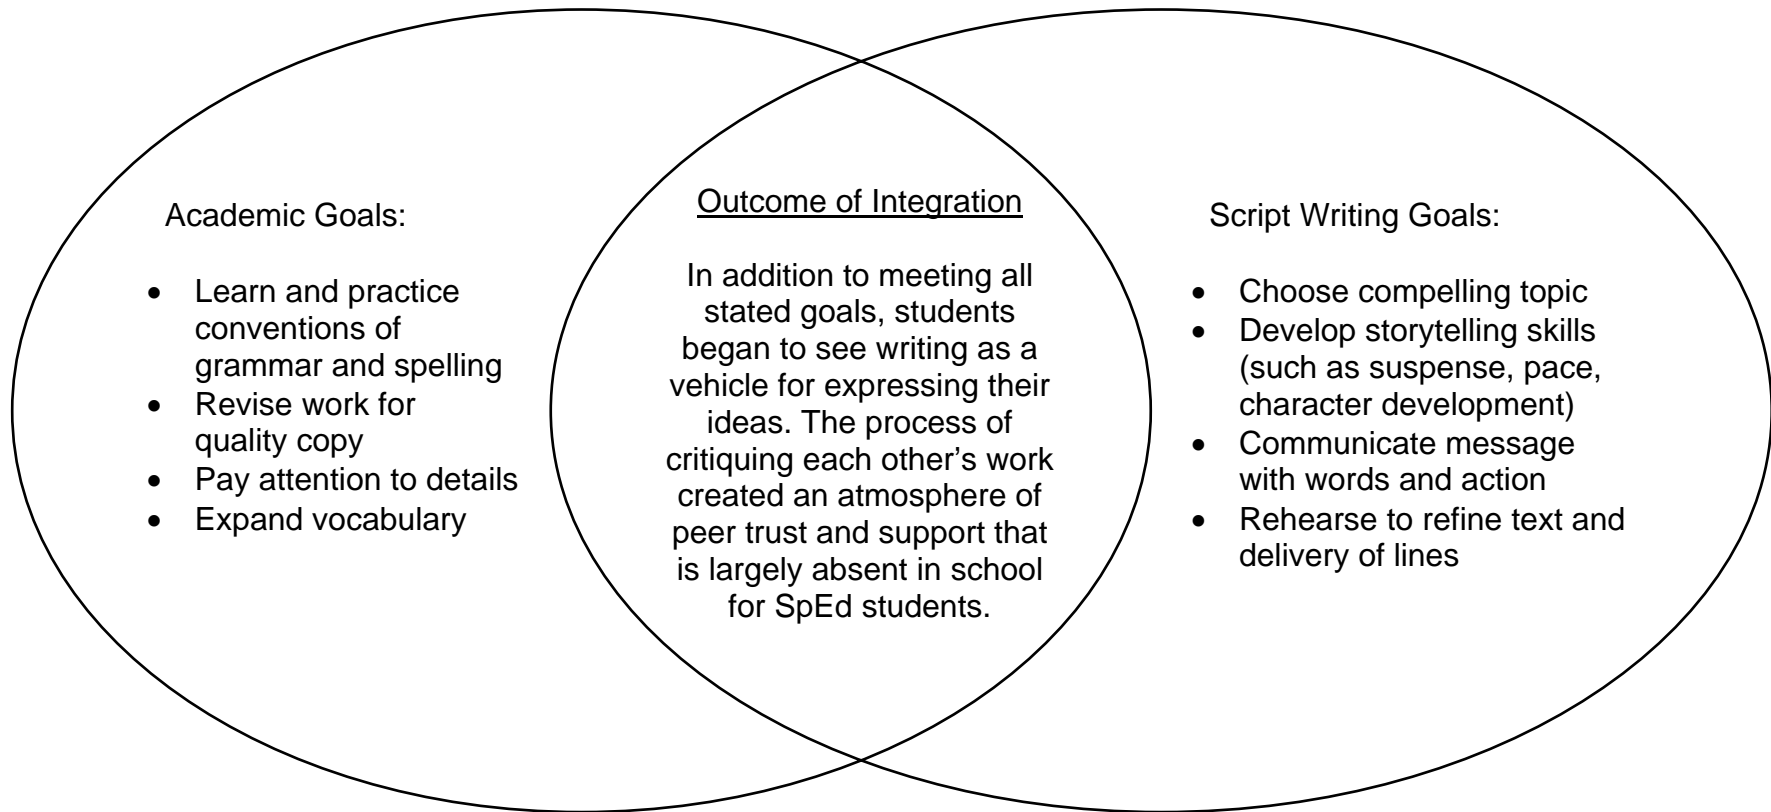 Academic Goals:
• Learn and practice
conventions of
grammar and spelling
• Revise work for
quality copy
• Pay attention to details
• Expand vocabulary
Outcome of Integration
In addition to meeting all
stated goals, students
began to see writing as a
vehicle for expressing their
ideas. The process of
critiquing each other’s work
created an atmosphere of
peer trust and support that
is largely absent in school
for SpEd students.
Script Writing Goals:
• Choose compelling topic
• Develop storytelling skills
(such as suspense, pace,
character development)
• Communicate message
with words and action
• Rehearse to refine text and
delivery of lines